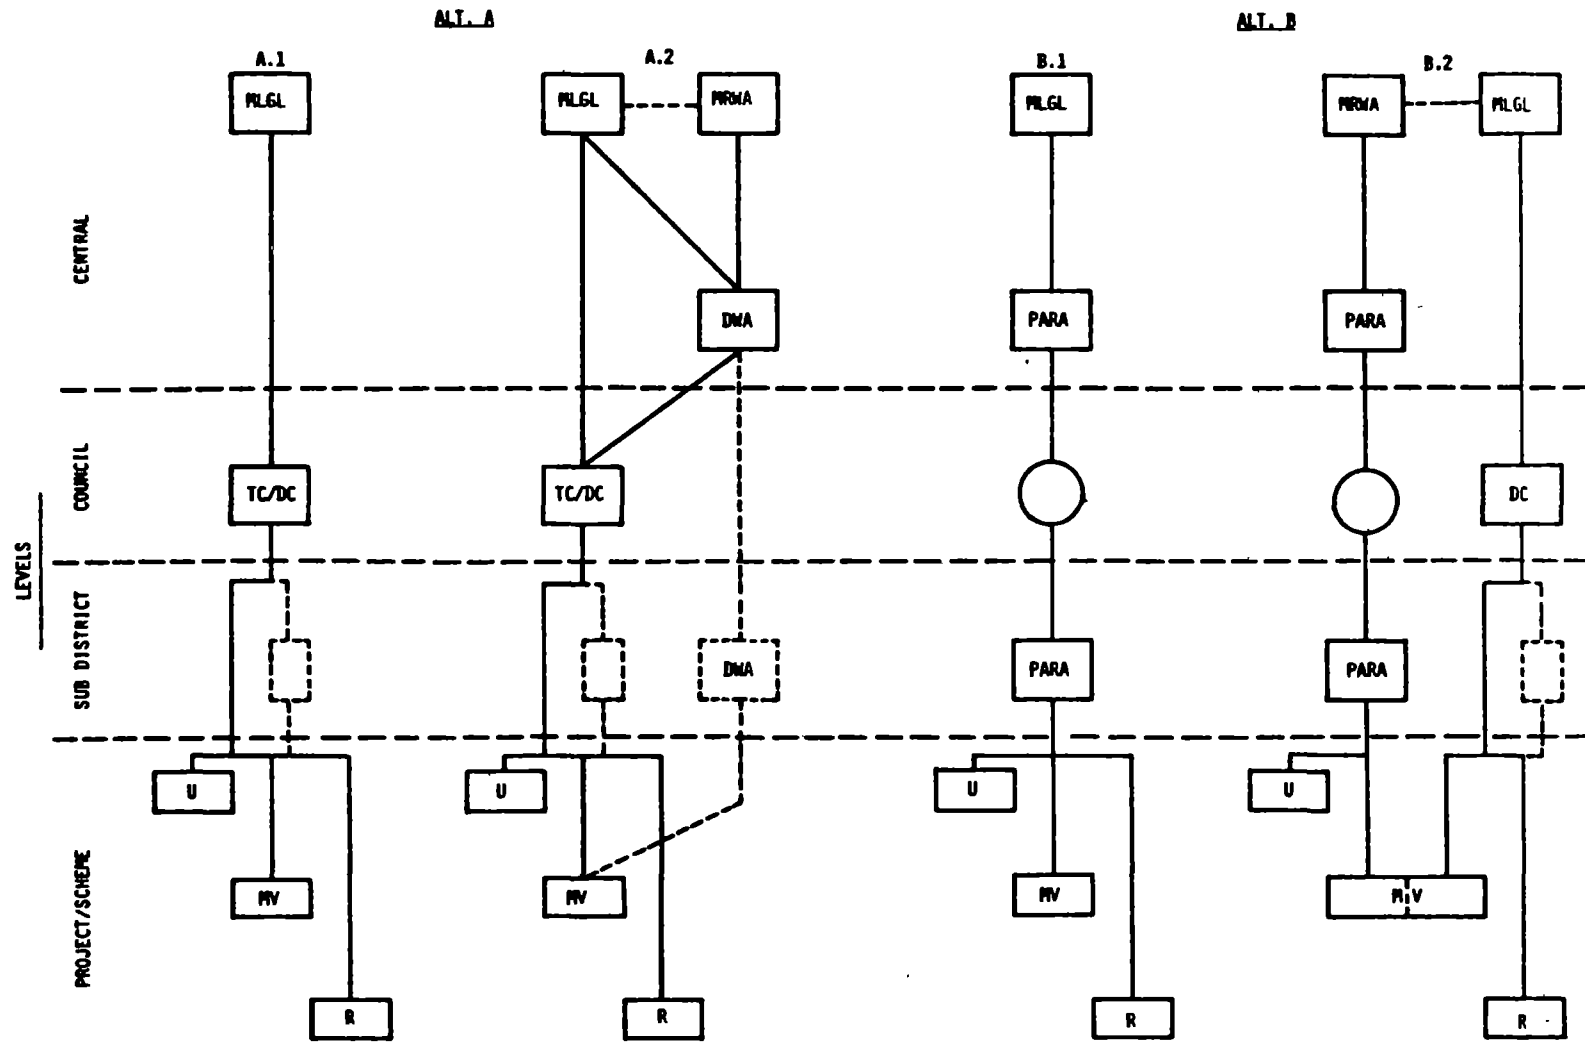 ALT. A
ALT. B
A.1
A.2
B.1
B.2
MLGL
MLGL
MRWA
MLGL
MRWA
MLGL
CENTRAL
DWA
PARA
PARA
COUNCIL
TC/DC
TC/DC
DC
LEVELS
SUB DISTRICT
DWA
PARA
PARA
PROJECT/SCHEME
U
U
U
U
MV
MV
MV
MV
R
R
R
R